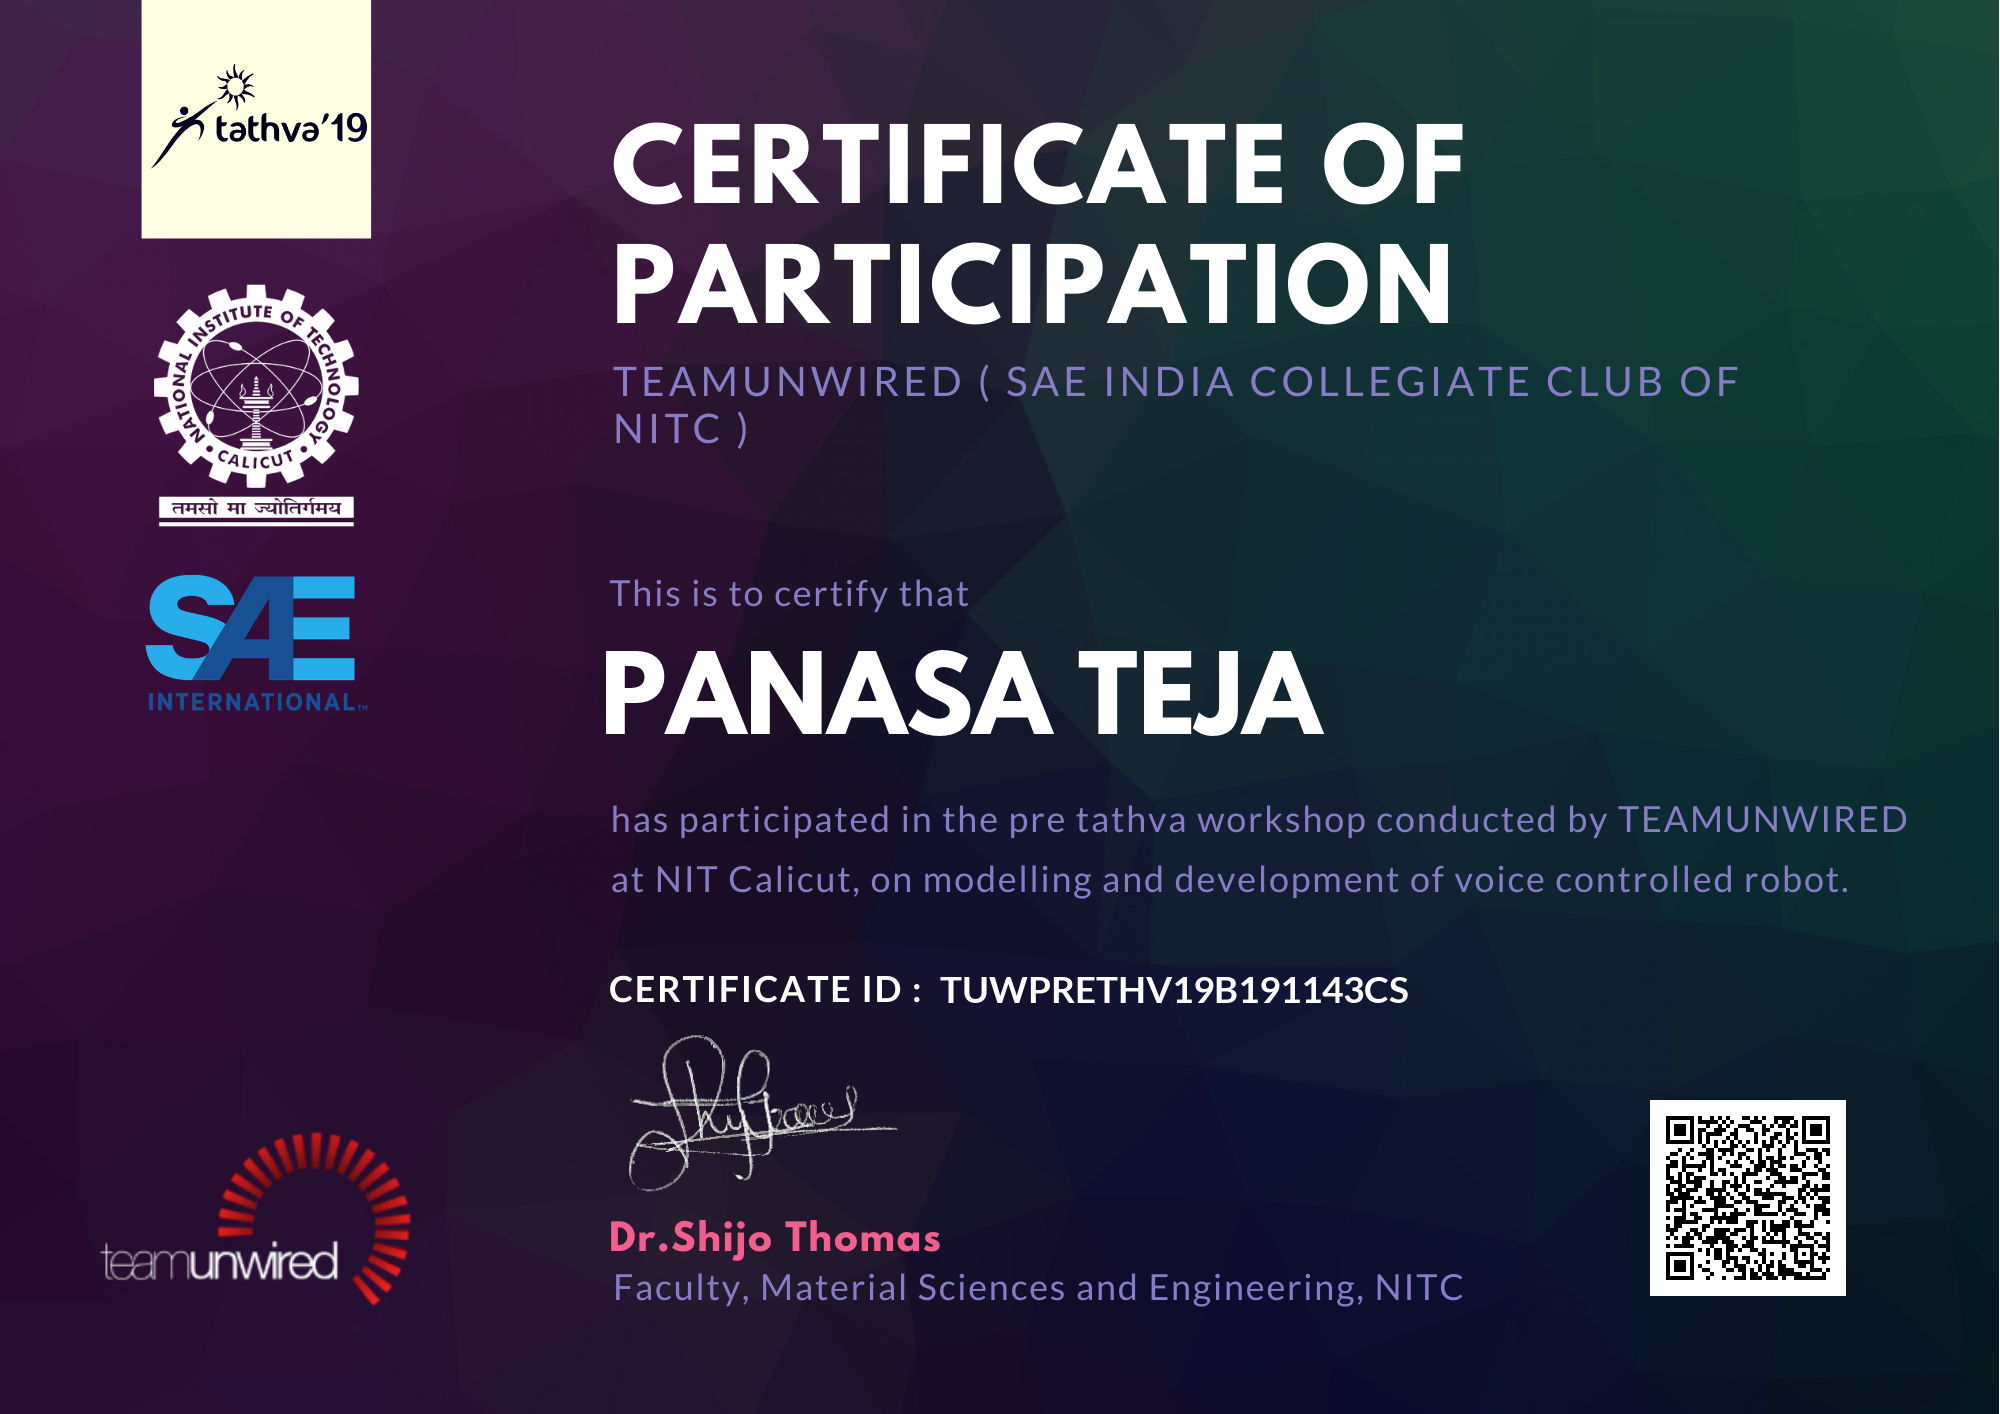 tathva'19
CERTIFICATE OF
PARTICIPATION
TEAMUNWIRED ( SAE INDIA COLLEGIATE CLUB OF
NITC )
NATIONAL INSTITUTE OF TECHNOLOGY
• CALICUT •
तमसो मा ज्योतिर्गमय
SAE
INTERNATIONAL™
This is to certify that
PANASA TEJA
has participated in the pre tathva workshop conducted by TEAMUNWIRED
at NIT Calicut, on modelling and development of voice controlled robot.
CERTIFICATE ID : TUWPRETHV19B191143CS
teamunwired
Dr.Shijo Thomas
Faculty, Material Sciences and Engineering, NITC